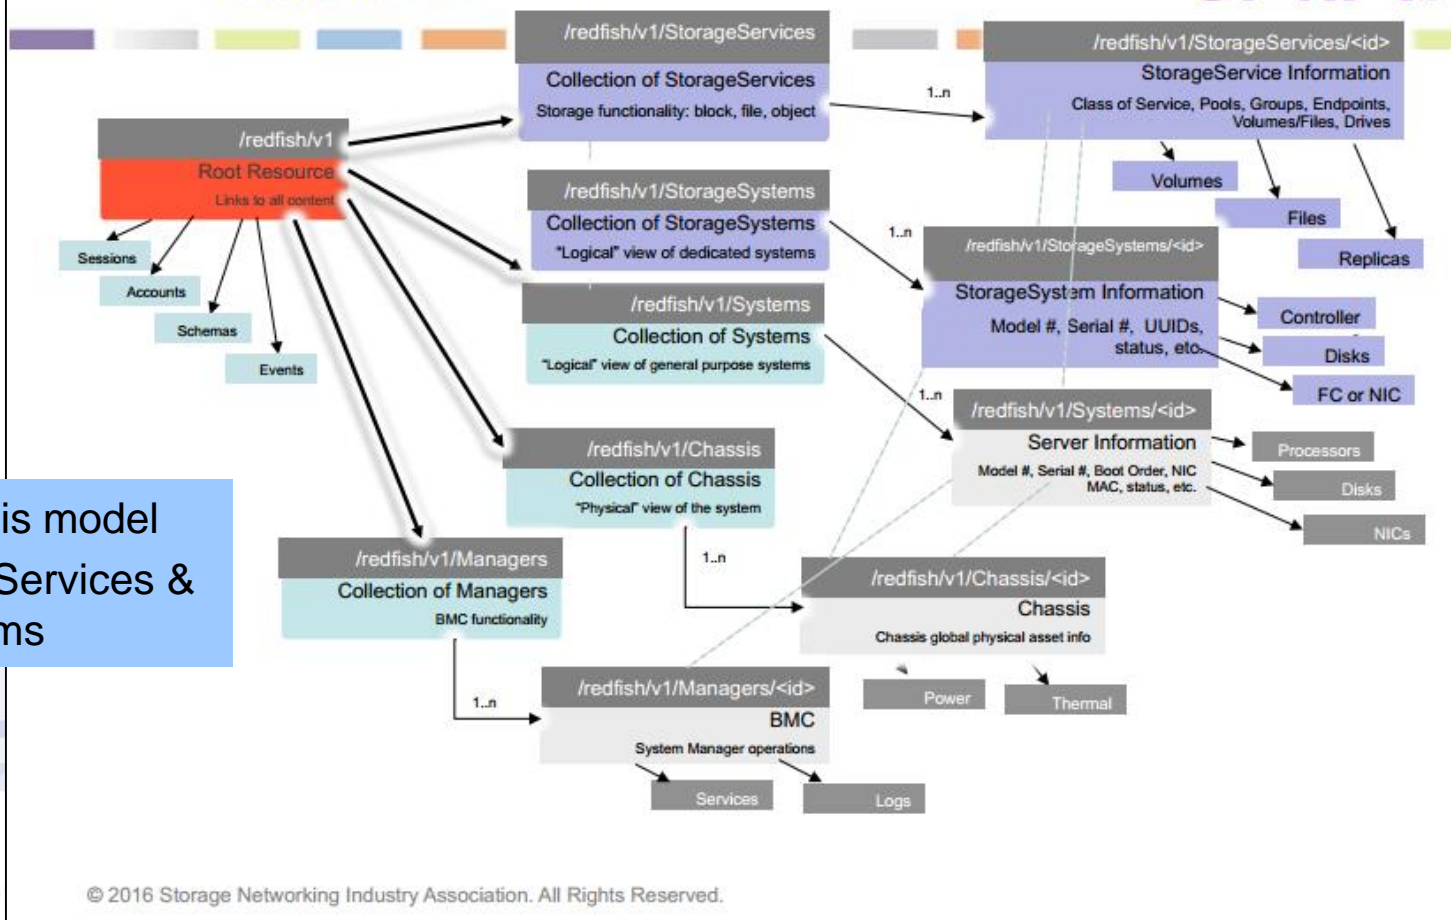 /redfish/v1/StorageServices
Collection of StorageServices
Storage functionality: block, file, object
1..n
/redfish/v1/StorageServices/<id>
StorageService Information
Class of Service, Pools, Groups, Endpoints,
Volumes/Files, Drives
Volumes
Files
Replicas
/redfish/v1
Root Resource
Links to all content
Sessions
Accounts
Schemas
Events
/redfish/v1/StorageSystems
Collection of StorageSystems
"Logical" view of dedicated systems
1..n
/redfish/v1/StorageSystems/<id>
StorageSystem Information
Model #, Serial #, UUIDs,
status, etc.
Controller
Disks
FC or NIC
/redfish/v1/Systems
Collection of Systems
"Logical" view of general purpose systems
1..n
/redfish/v1/Systems/<id>
Server Information
Model #, Serial #, Boot Order, NIC
MAC, status, etc.
Processors
Disks
NICs
/redfish/v1/Chassis
Collection of Chassis
"Physical" view of the system
1..n
/redfish/v1/Chassis/<id>
Chassis
Chassis global physical asset info
Power
Thermal
is model
Services &
ms
/redfish/v1/Managers
Collection of Managers
BMC functionality
1..n
/redfish/v1/Managers/<id>
BMC
System Manager operations
Services
Logs
© 2016 Storage Networking Industry Association. All Rights Reserved.